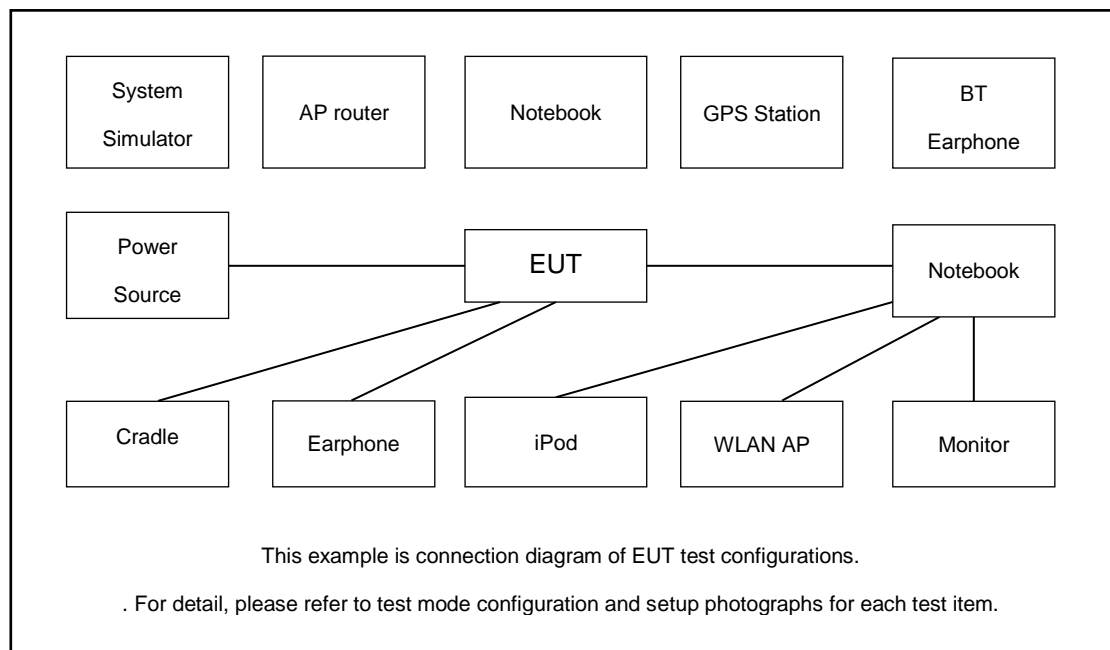 System
Simulator
AP router
Notebook
GPS Station
BT
Earphone
Power
Source
EUT
Notebook
Cradle
Earphone
iPod
WLAN AP
Monitor
This example is connection diagram of EUT test configurations.
. For detail, please refer to test mode configuration and setup photographs for each test item.